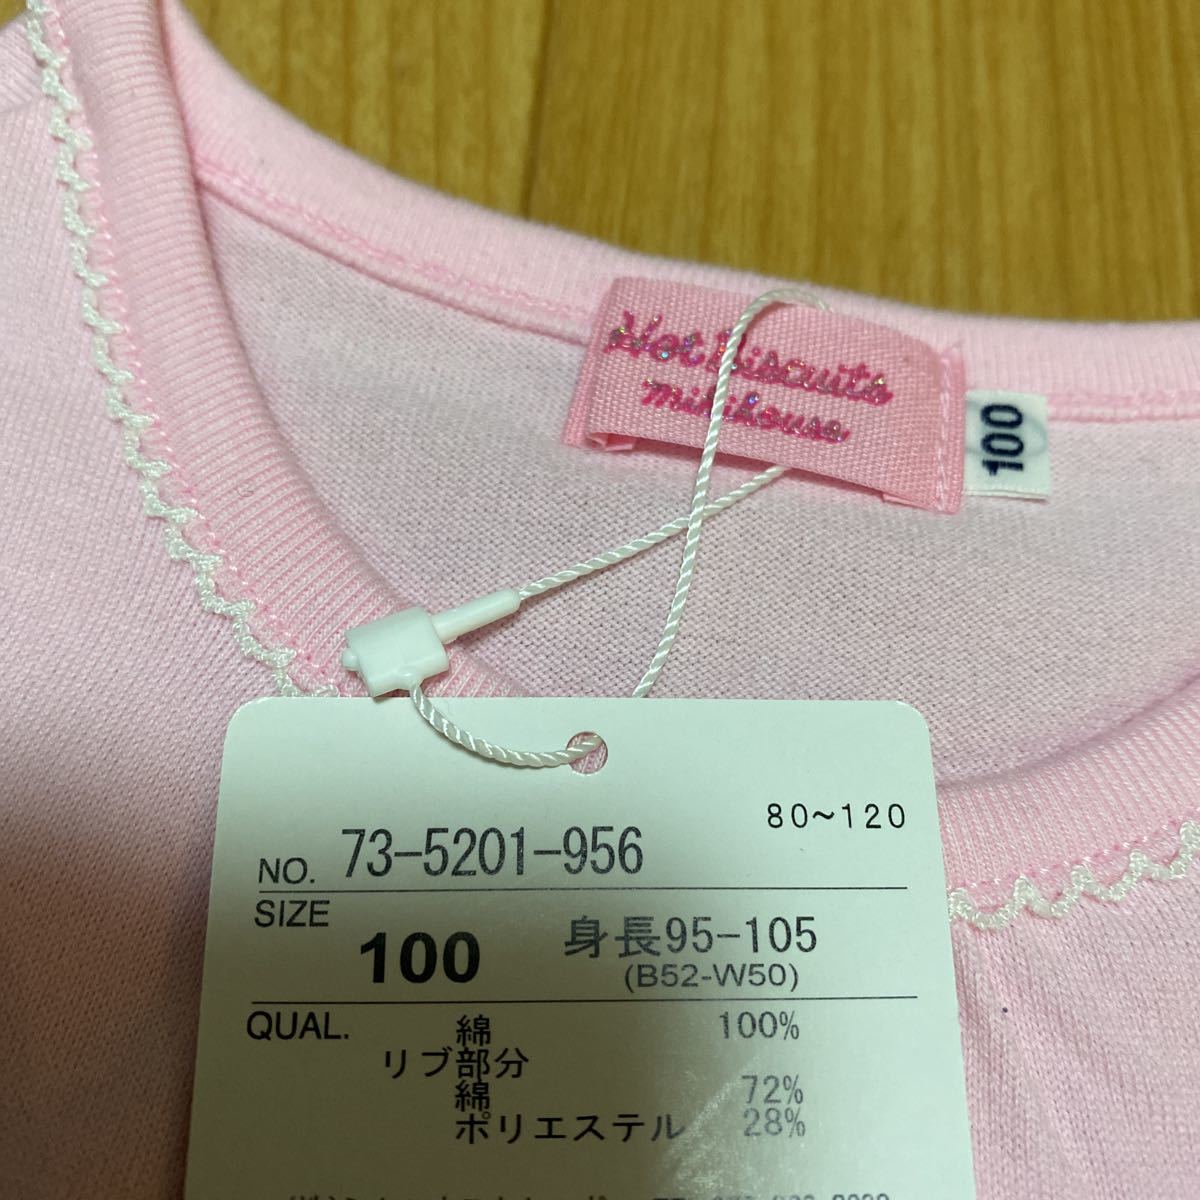 Hot Biscuits
mikihouse
100
80~120
NO. 73-5201-956
SIZE 100 身長95-105
(B52-W50)
QUAL. 綿 100%
リブ部分
綿 72%
ポリエステル 28%